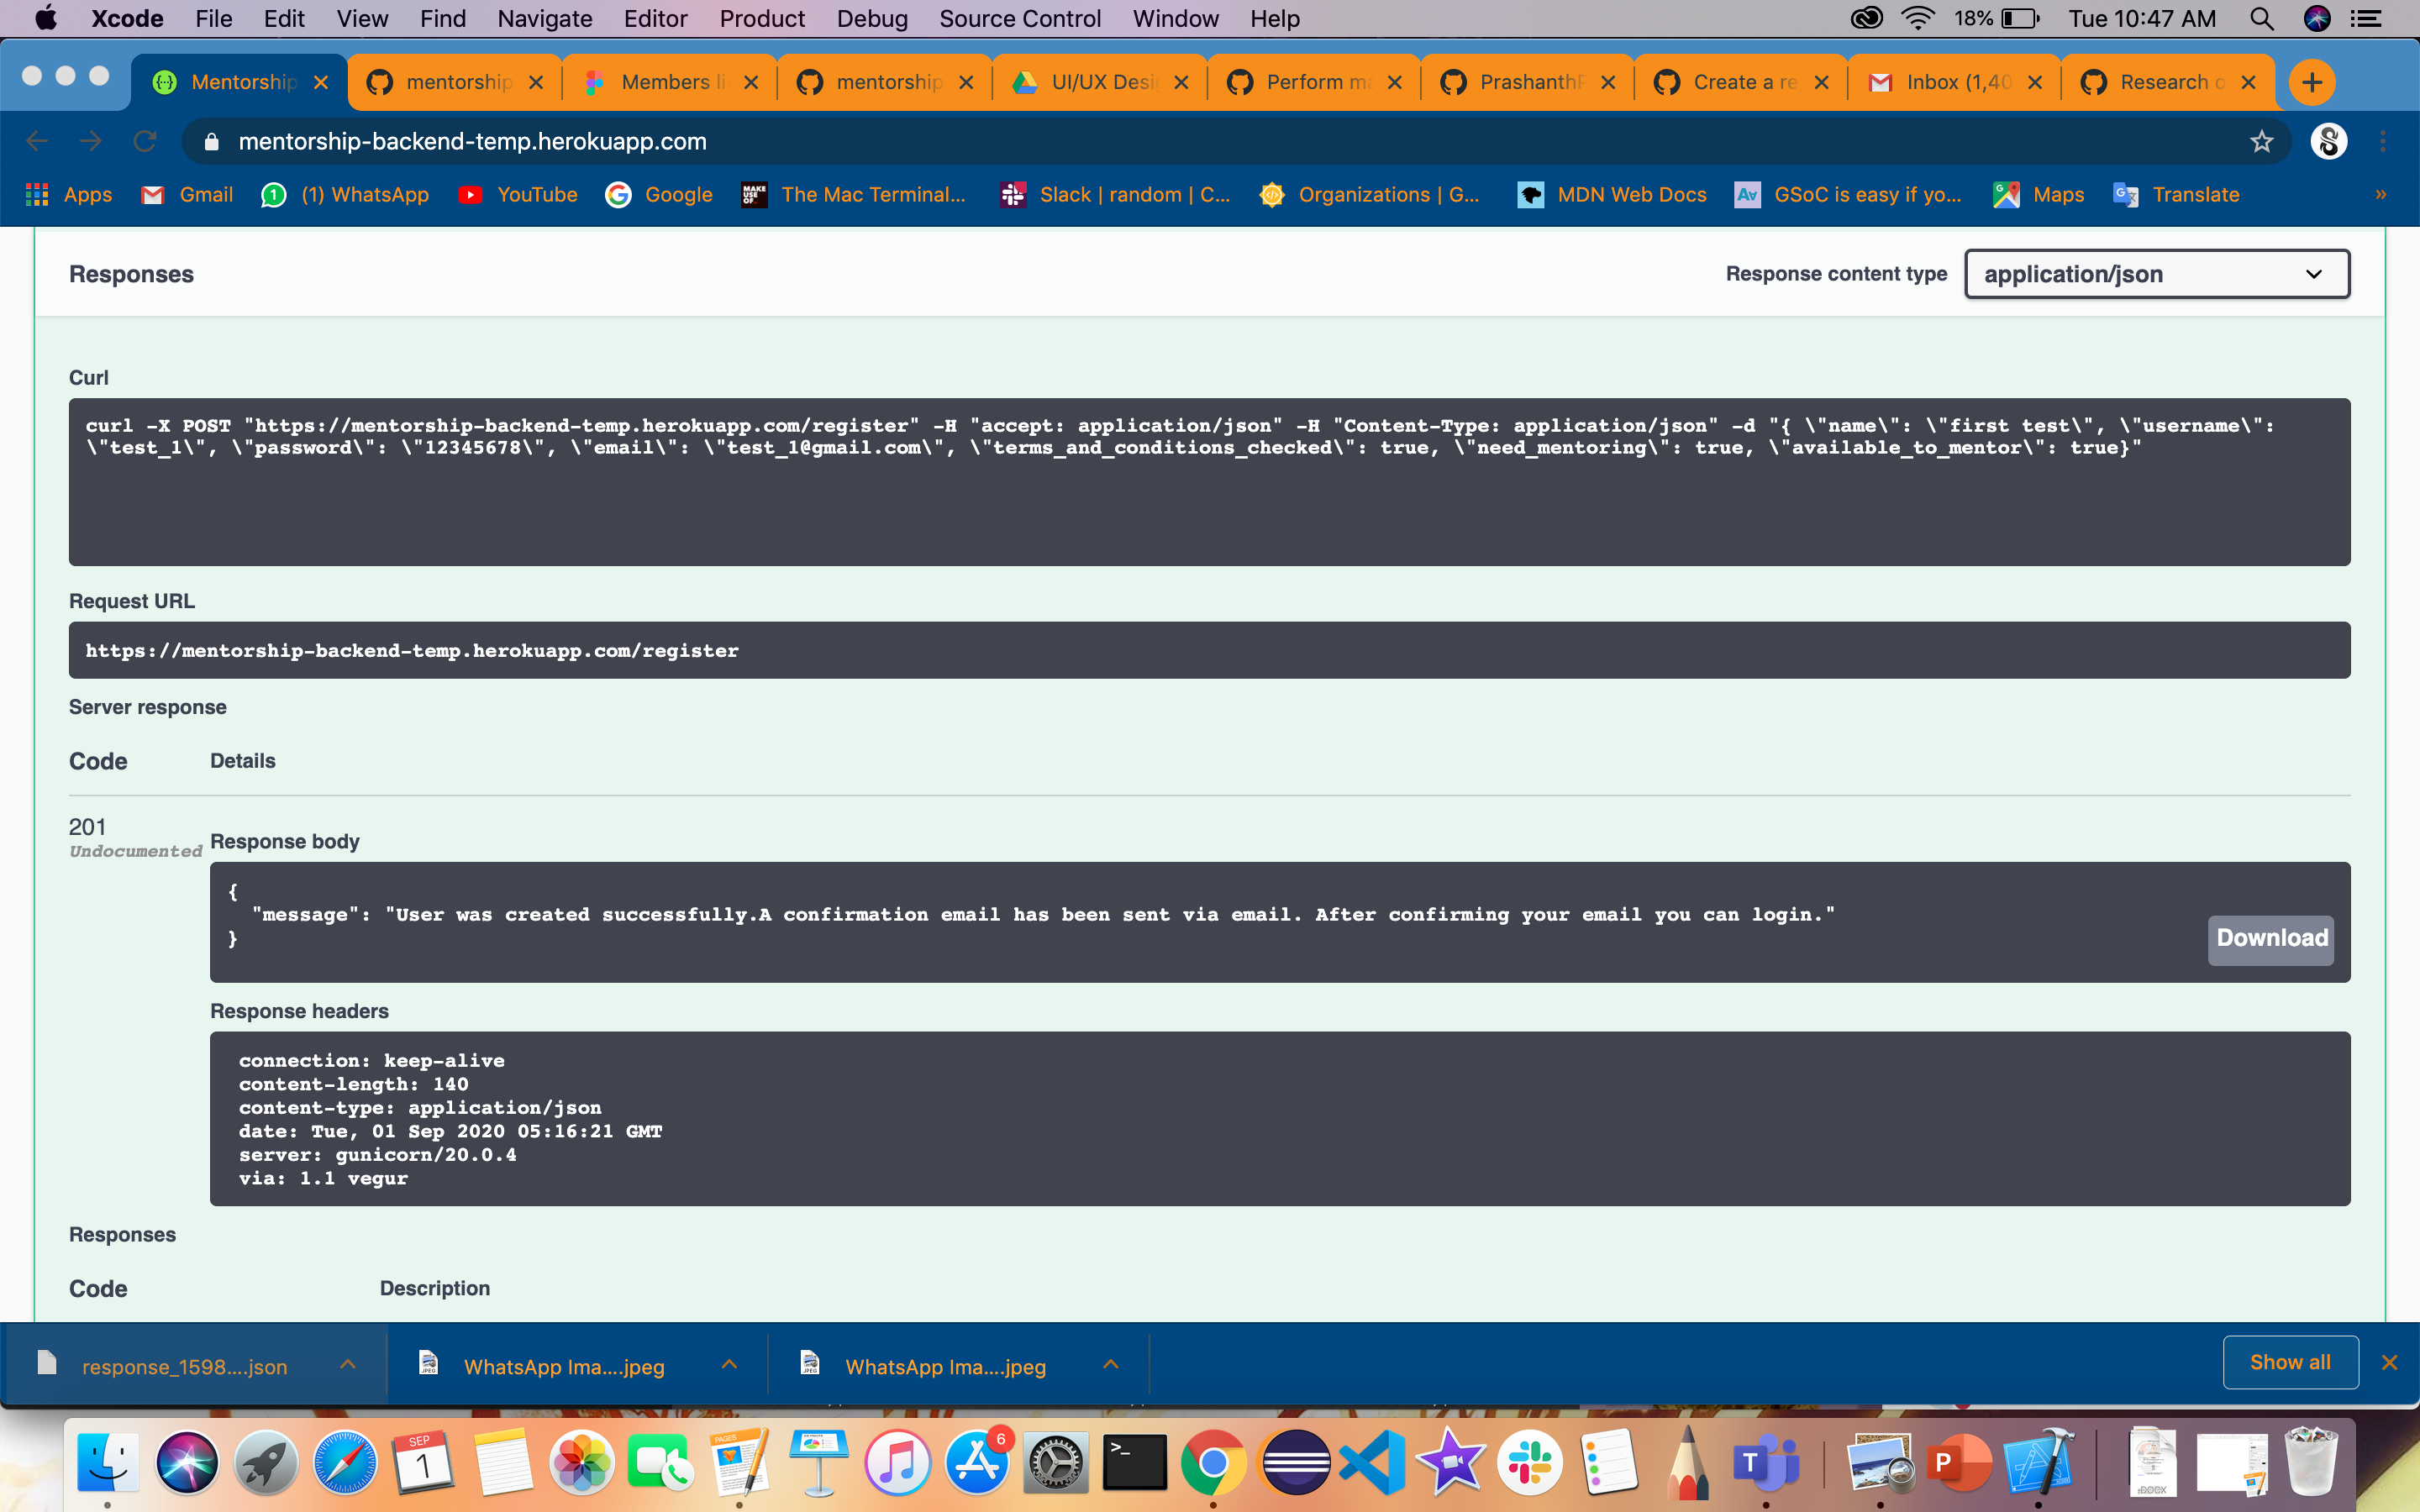 Xcode File Edit View Find Navigate Editor Product Debug Source Control Window Help 18% Tue 10:47 AM
Mentorship mentorship Members li mentorship UI/UX Desi Perform ma PrashanthP Create a re Inbox (1,40 Research o
mentorship-backend-temp.herokuapp.com
Apps Gmail (1) WhatsApp YouTube Google The Mac Terminal... Slack | random | C... Organizations | G... MDN Web Docs GSoC is easy if yo... Maps Translate »
Responses Response content type application/json
Curl
curl -X POST "https://mentorship-backend-temp.herokuapp.com/register" -H "accept: application/json" -H "Content-Type: application/json" -d "{ \"name\": \"first test\", \"username\":
\"test_1\", \"password\": \"12345678\", \"email\": \"test_1@gmail.com\", \"terms_and_conditions_checked\": true, \"need_mentoring\": true, \"available_to_mentor\": true}"
Request URL
https://mentorship-backend-temp.herokuapp.com/register
Server response
Code Details
201
Undocumented
Response body
{
"message": "User was created successfully.A confirmation email has been sent via email. After confirming your email you can login."
}
Download
Response headers
connection: keep-alive
content-length: 140
content-type: application/json
date: Tue, 01 Sep 2020 05:16:21 GMT
server: gunicorn/20.0.4
via: 1.1 vegur
Responses
Code Description
response_1598....json WhatsApp Ima....jpeg WhatsApp Ima....jpeg Show all
SEP
1
PAGES
6